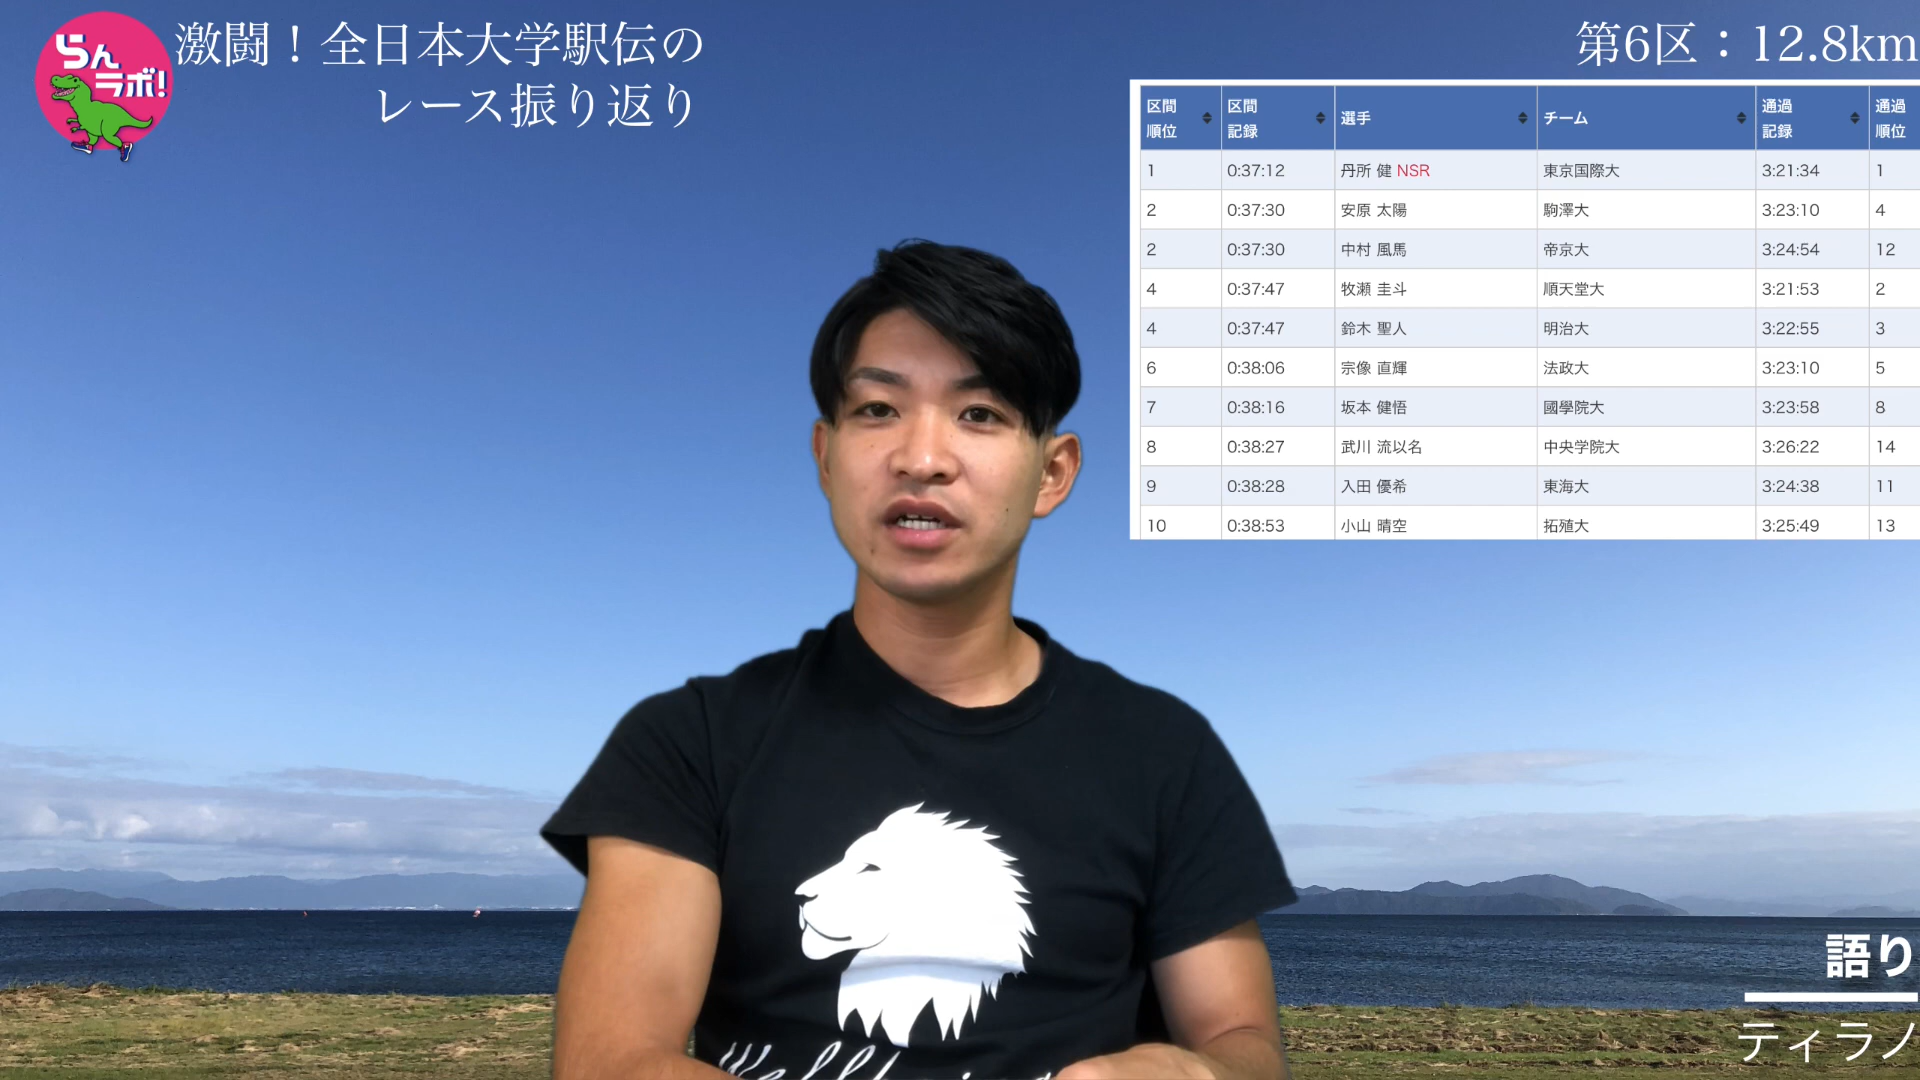 らん
ラボ!
激闘！全日本大学駅伝の
レース振り返り
第6区：12.8km
区間順位 区間記録 選手 チーム 通過記録 通過順位
1 0:37:12 丹所 健 NSR 東京国際大 3:21:34 1
2 0:37:30 安原 太陽 駒澤大 3:23:10 4
2 0:37:30 中村 風馬 帝京大 3:24:54 12
4 0:37:47 牧瀬 圭斗 順天堂大 3:21:53 2
4 0:37:47 鈴木 聖人 明治大 3:22:55 3
6 0:38:06 宗像 直輝 法政大 3:23:10 5
7 0:38:16 坂本 健悟 國學院大 3:23:58 8
8 0:38:27 武川 流以名 中央学院大 3:26:22 14
9 0:38:28 入田 優希 東海大 3:24:38 11
10 0:38:53 小山 晴空 拓殖大 3:25:49 13
語り
ティラノ